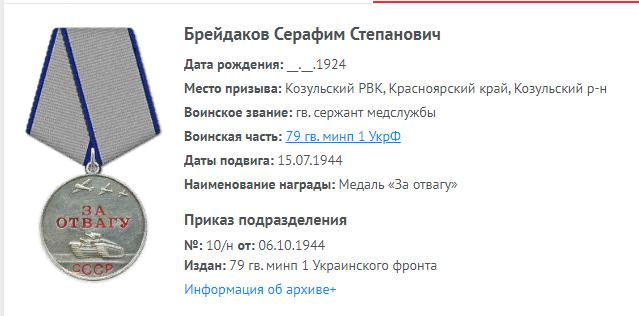 Брейдаков Серафим Степанович
Дата рождения: __.__.1924
Место призыва: Козульский РВК, Красноярский край, Козульский р-н
Воинское звание: гв. сержант медслужбы
Воинская часть: 79 гв. минп 1 УкрФ
Даты подвига: 15.07.1944
Наименование награды: Медаль «За отвагу»
ЗА
ОТВАГУ
СССР
Приказ подразделения
№: 10/н от: 06.10.1944
Издан: 79 гв. минп 1 Украинского фронта
Информация об архиве+